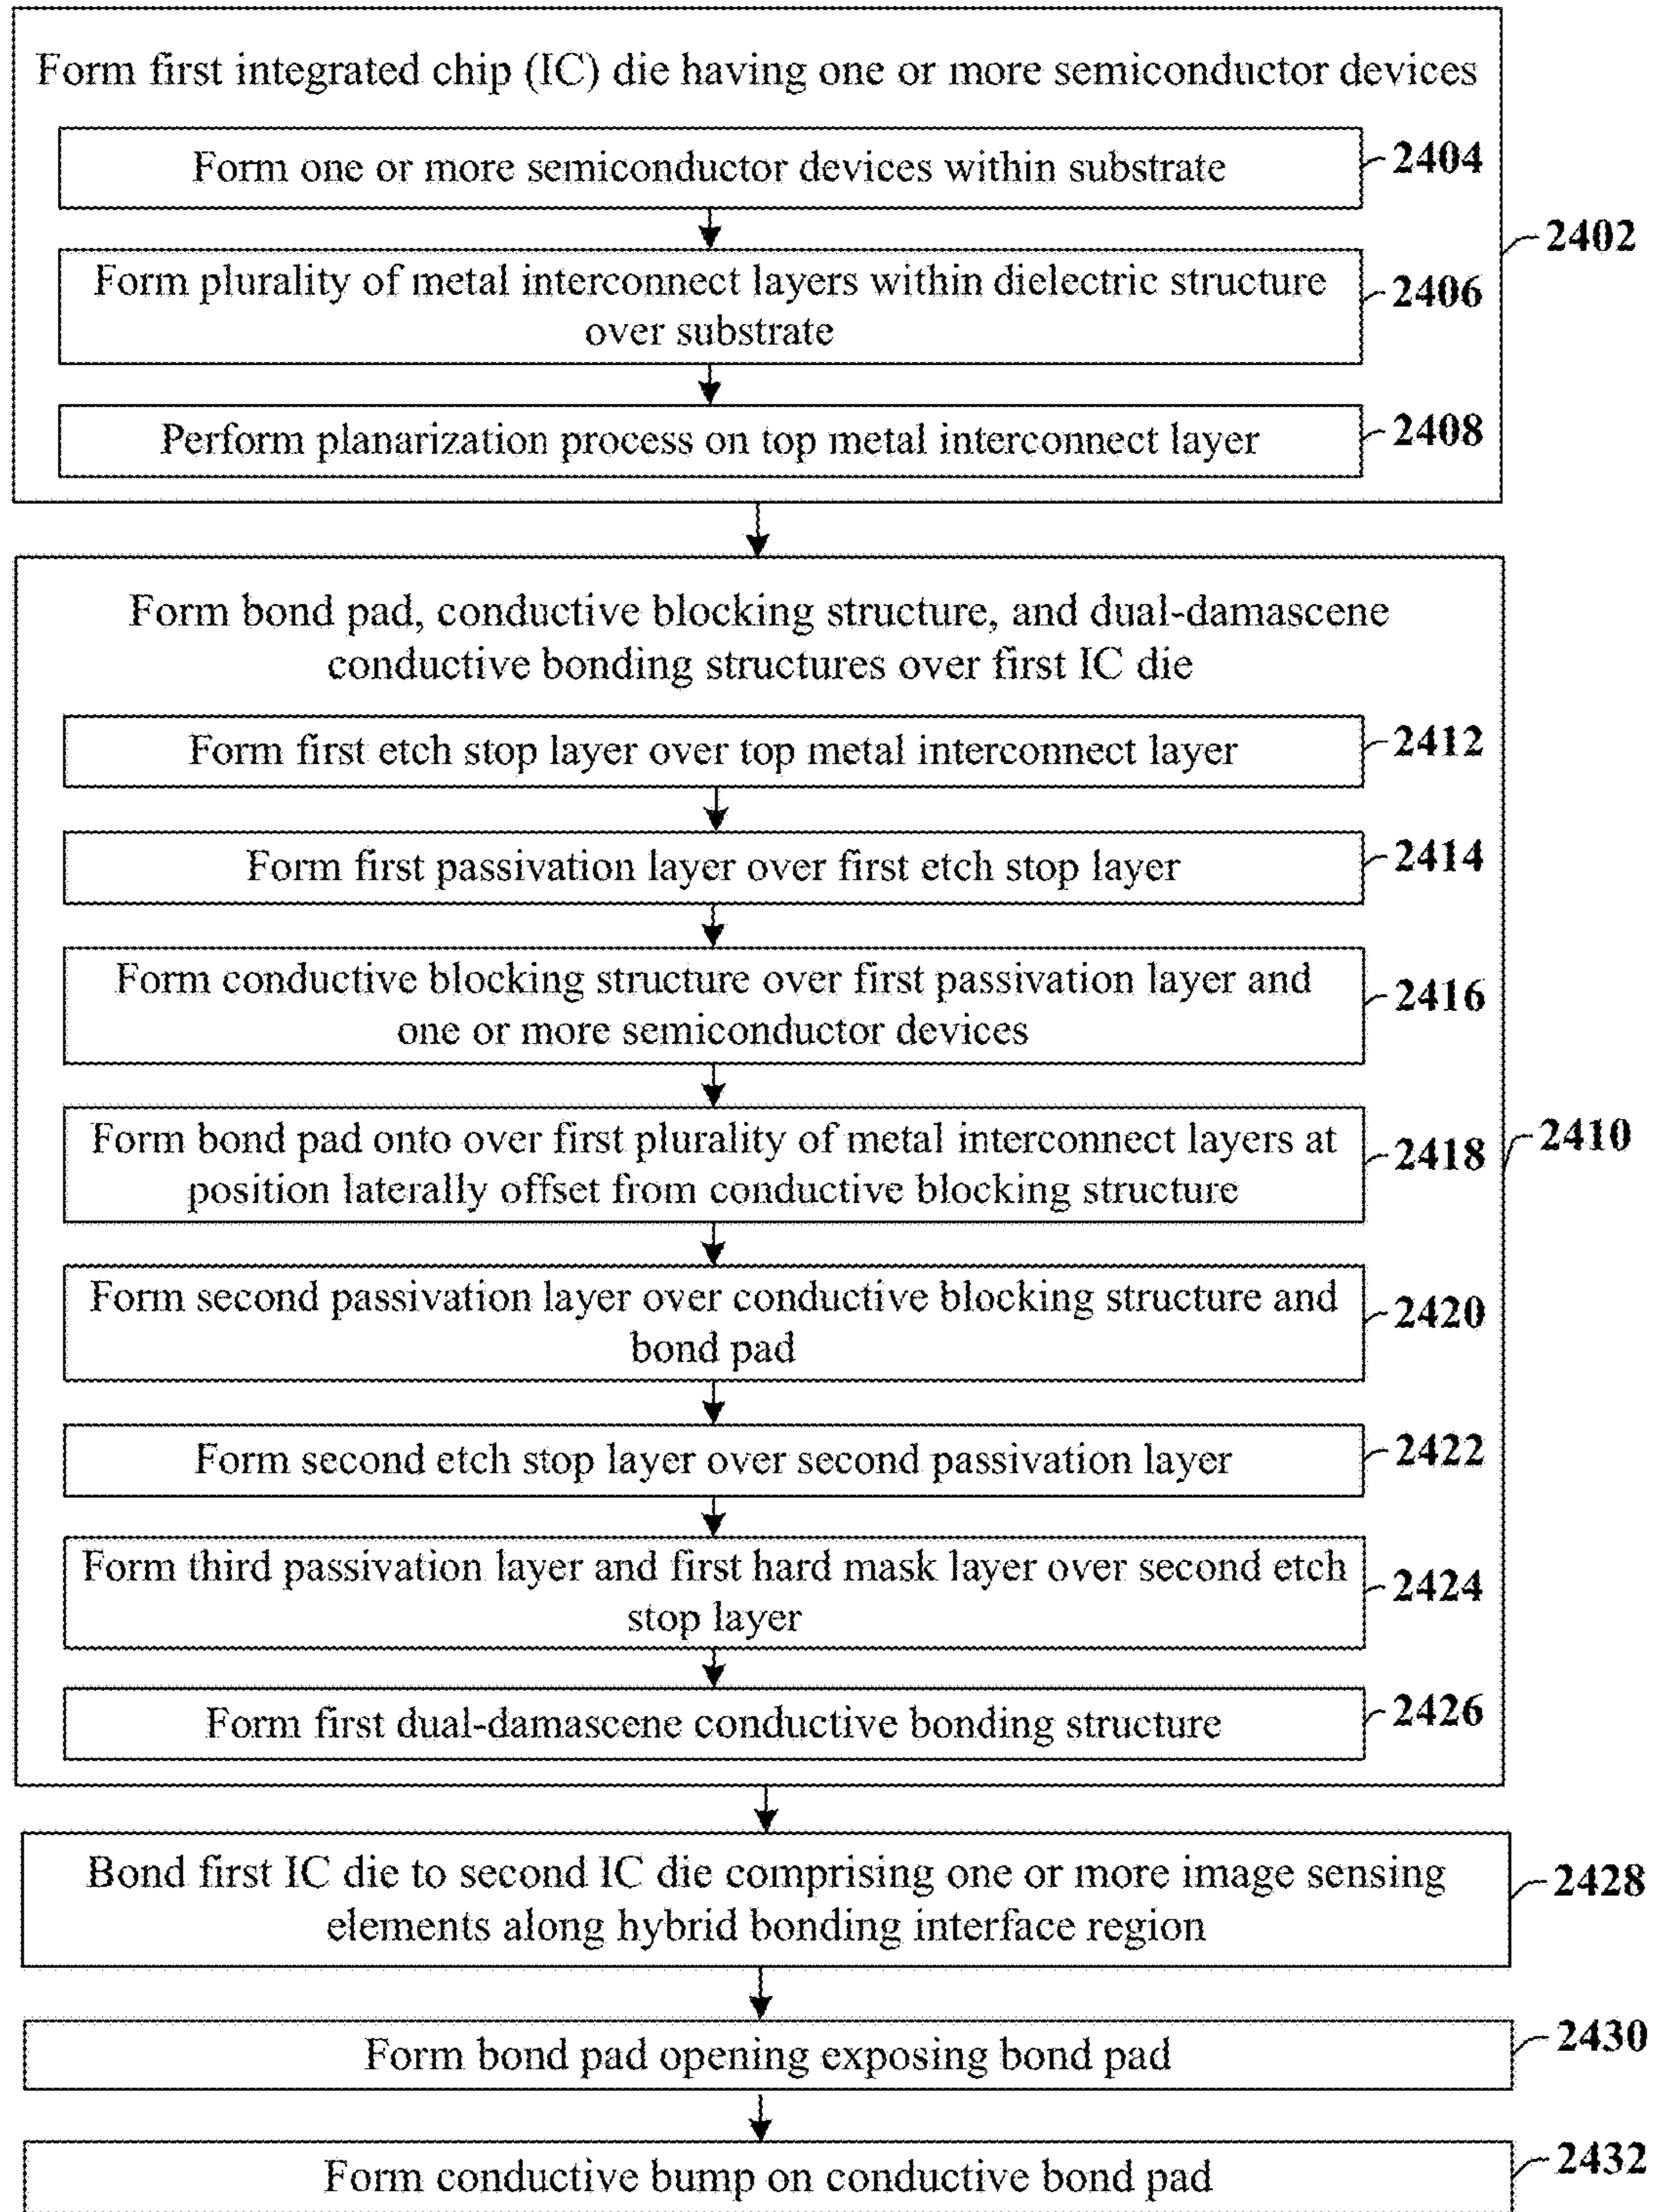 Form first integrated chip (IC) die having one or more semiconductor devices
Form one or more semiconductor devices within substrate
2404
2402
Form plurality of metal interconnect layers within dielectric structure
over substrate
2406
Perform planarization process on top metal interconnect layer
2408
Form bond pad, conductive blocking structure, and dual-damascene
conductive bonding structures over first IC die
Form first etch stop layer over top metal interconnect layer
2412
Form first passivation layer over first etch stop layer
2414
Form conductive blocking structure over first passivation layer and
one or more semiconductor devices
2416
Form bond pad onto over first plurality of metal interconnect layers at
position laterally offset from conductive blocking structure
2418
2410
Form second passivation layer over conductive blocking structure and
bond pad
2420
Form second etch stop layer over second passivation layer
2422
Form third passivation layer and first hard mask layer over second etch
stop layer
2424
Form first dual-damascene conductive bonding structure
2426
Bond first IC die to second IC die comprising one or more image sensing
elements along hybrid bonding interface region
2428
Form bond pad opening exposing bond pad
2430
Form conductive bump on conductive bond pad
2432